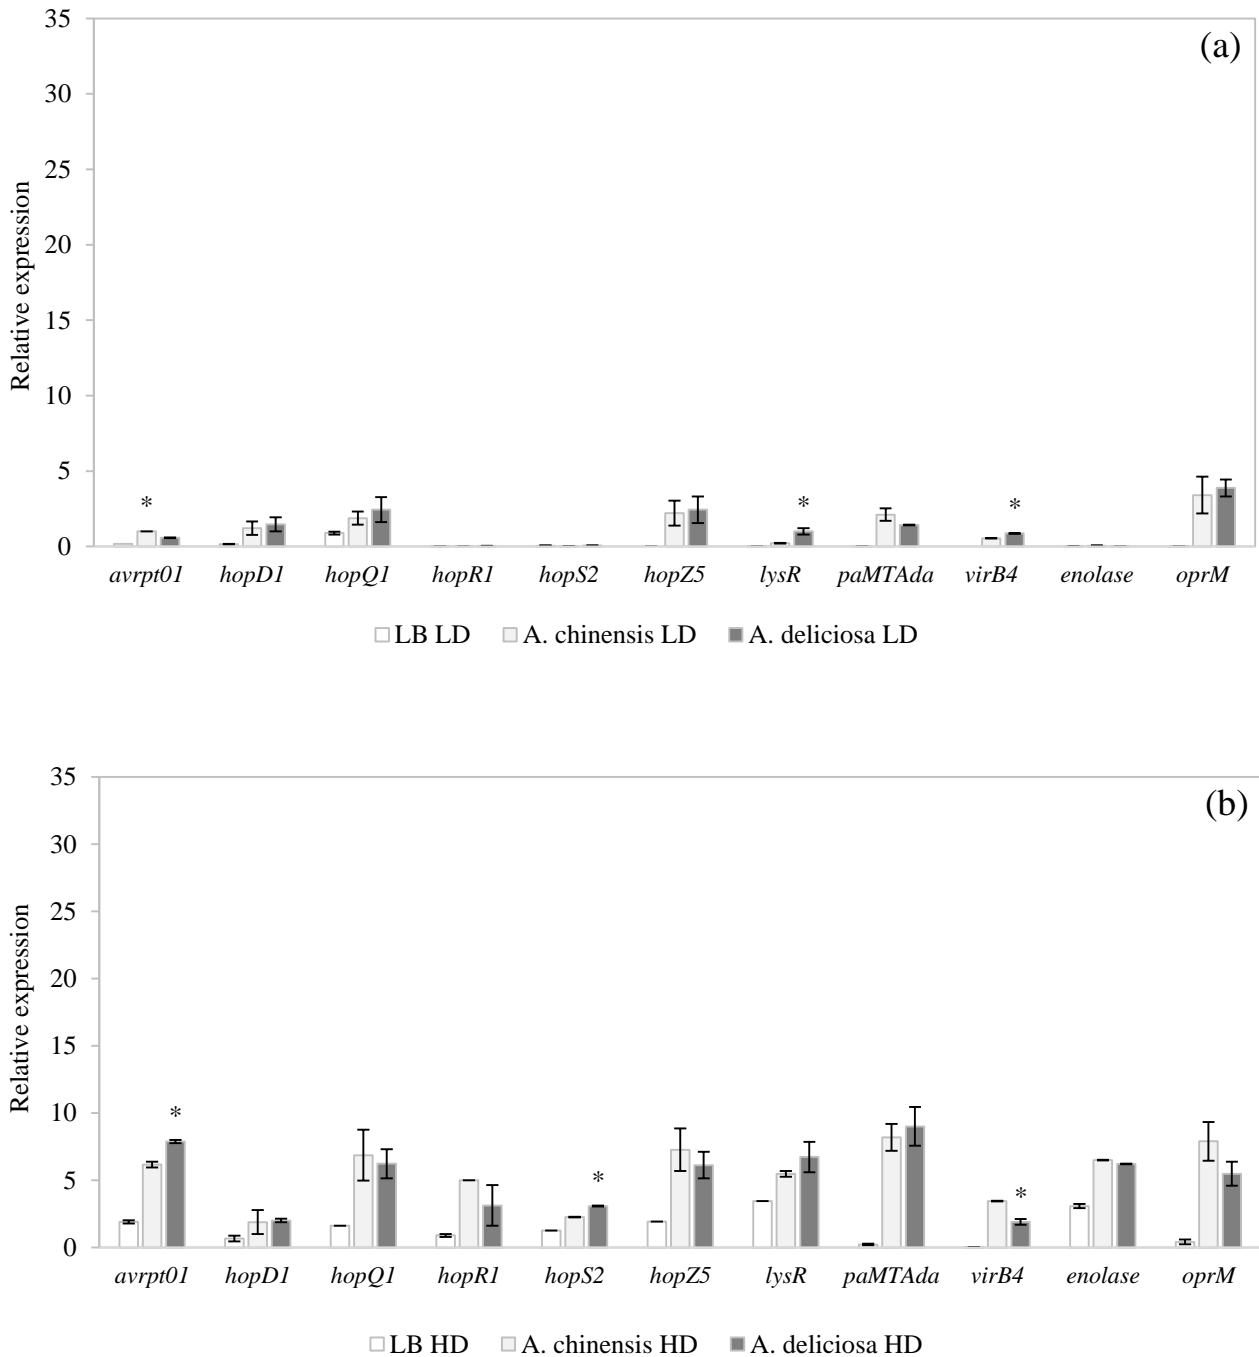 (a)
35
30
25
20
15
10
5
0
Relative expression
*
*
*
avrpt01 hopD1 hopQ1 hopR1 hopS2 hopZ5 lysR paMTAda virB4 enolase oprM
LB LD A. chinensis LD A. deliciosa LD
(b)
35
30
25
20
15
10
5
0
Relative expression
*
*
*
avrpt01 hopD1 hopQ1 hopR1 hopS2 hopZ5 lysR paMTAda virB4 enolase oprM
LB HD A. chinensis HD A. deliciosa HD